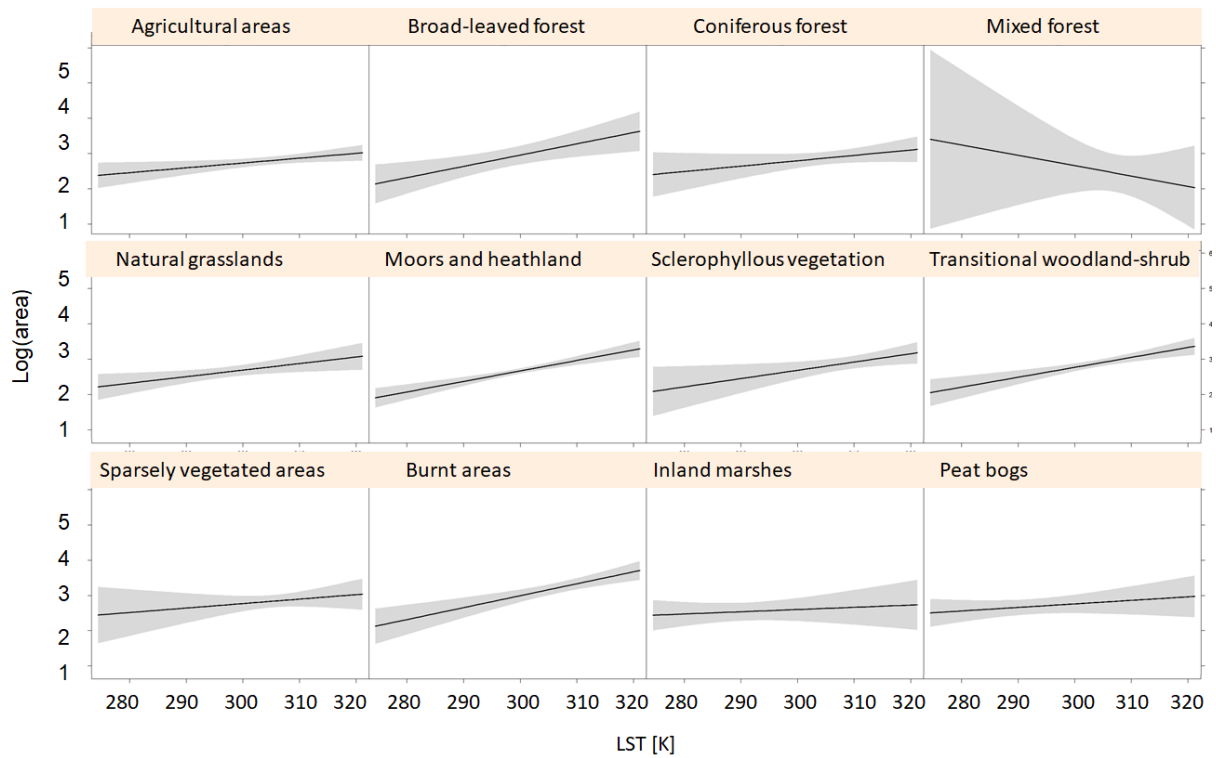 Agricultural areas Broad-leaved forest Coniferous forest Mixed forest
5
4
3
2
1
Natural grasslands Moors and heathland Sclerophyllous vegetation Transitional woodland-shrub
5
4
3
2
1
Log(area)
Sparsely vegetated areas Burnt areas Inland marshes Peat bogs
5
4
3
2
1
280 290 300 310 320 280 290 300 310 320 280 290 300 310 320 280 290 300 310 320
LST [K]